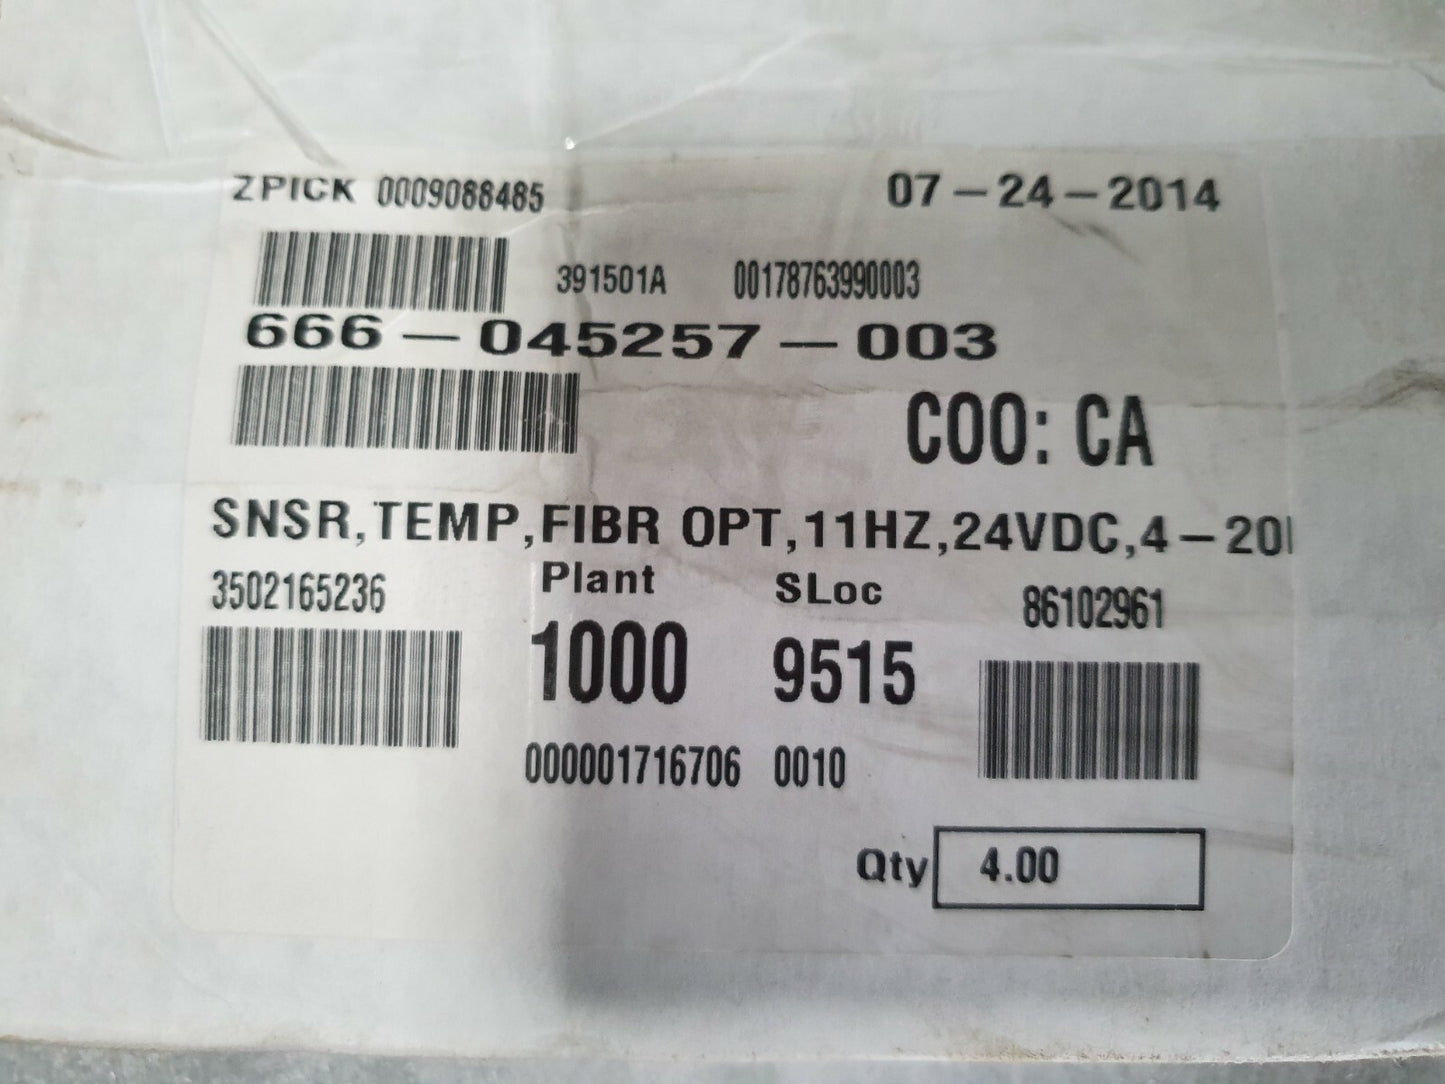 ZPICK 0009088485 07-24-2014
391501A 00178763990003
666-045257-003
COO: CA
SNSR,TEMP,FIBR OPT,11HZ,24VDC,4-20
3502165236 Plant SLoc 86102961
1000 9515
000001716706 0010
Qty 4.00